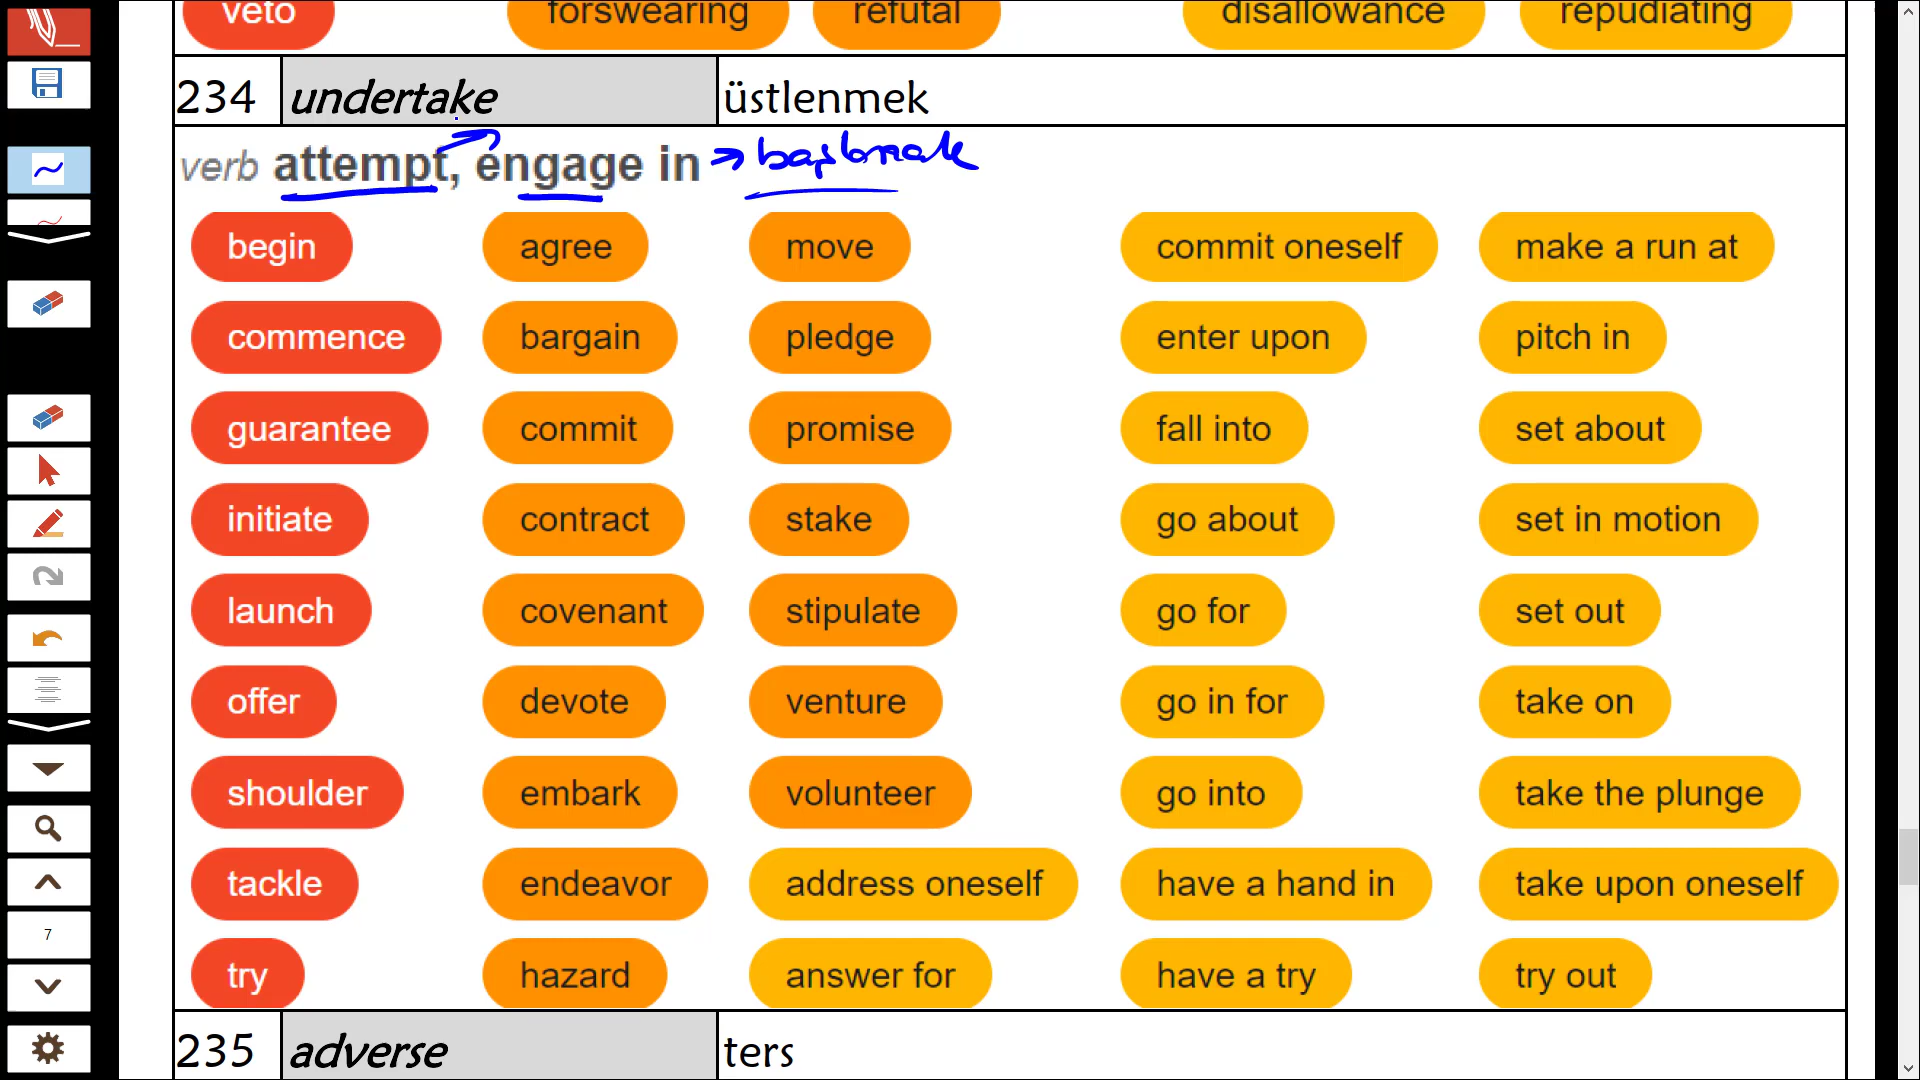 veto forswearing refutal disallowance repudiating
234 undertake üstlenmek
verb attempt, engage in
begin agree move commit oneself make a run at
commence bargain pledge enter upon pitch in
guarantee commit promise fall into set about
initiate contract stake go about set in motion
launch covenant stipulate go for set out
offer devote venture go in for take on
shoulder embark volunteer go into take the plunge
tackle endeavor address oneself have a hand in take upon oneself
try hazard answer for have a try try out
235 adverse ters
7